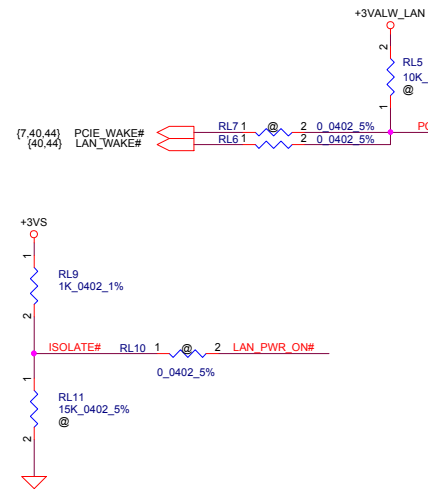 +3VALW_LAN
2
RL5
10K_
@
1
{7,40,44} PCIE_WAKE# RL7 1 @ 2 0_0402_5% PC
{40,44} LAN_WAKE# RL6 1 2 0_0402_5%
+3VS
1
RL9
1K_0402_1%
2
ISOLATE# RL10 1 @ 2 LAN_PWR_ON#
0_0402_5%
1
RL11
15K_0402_5%
@
2